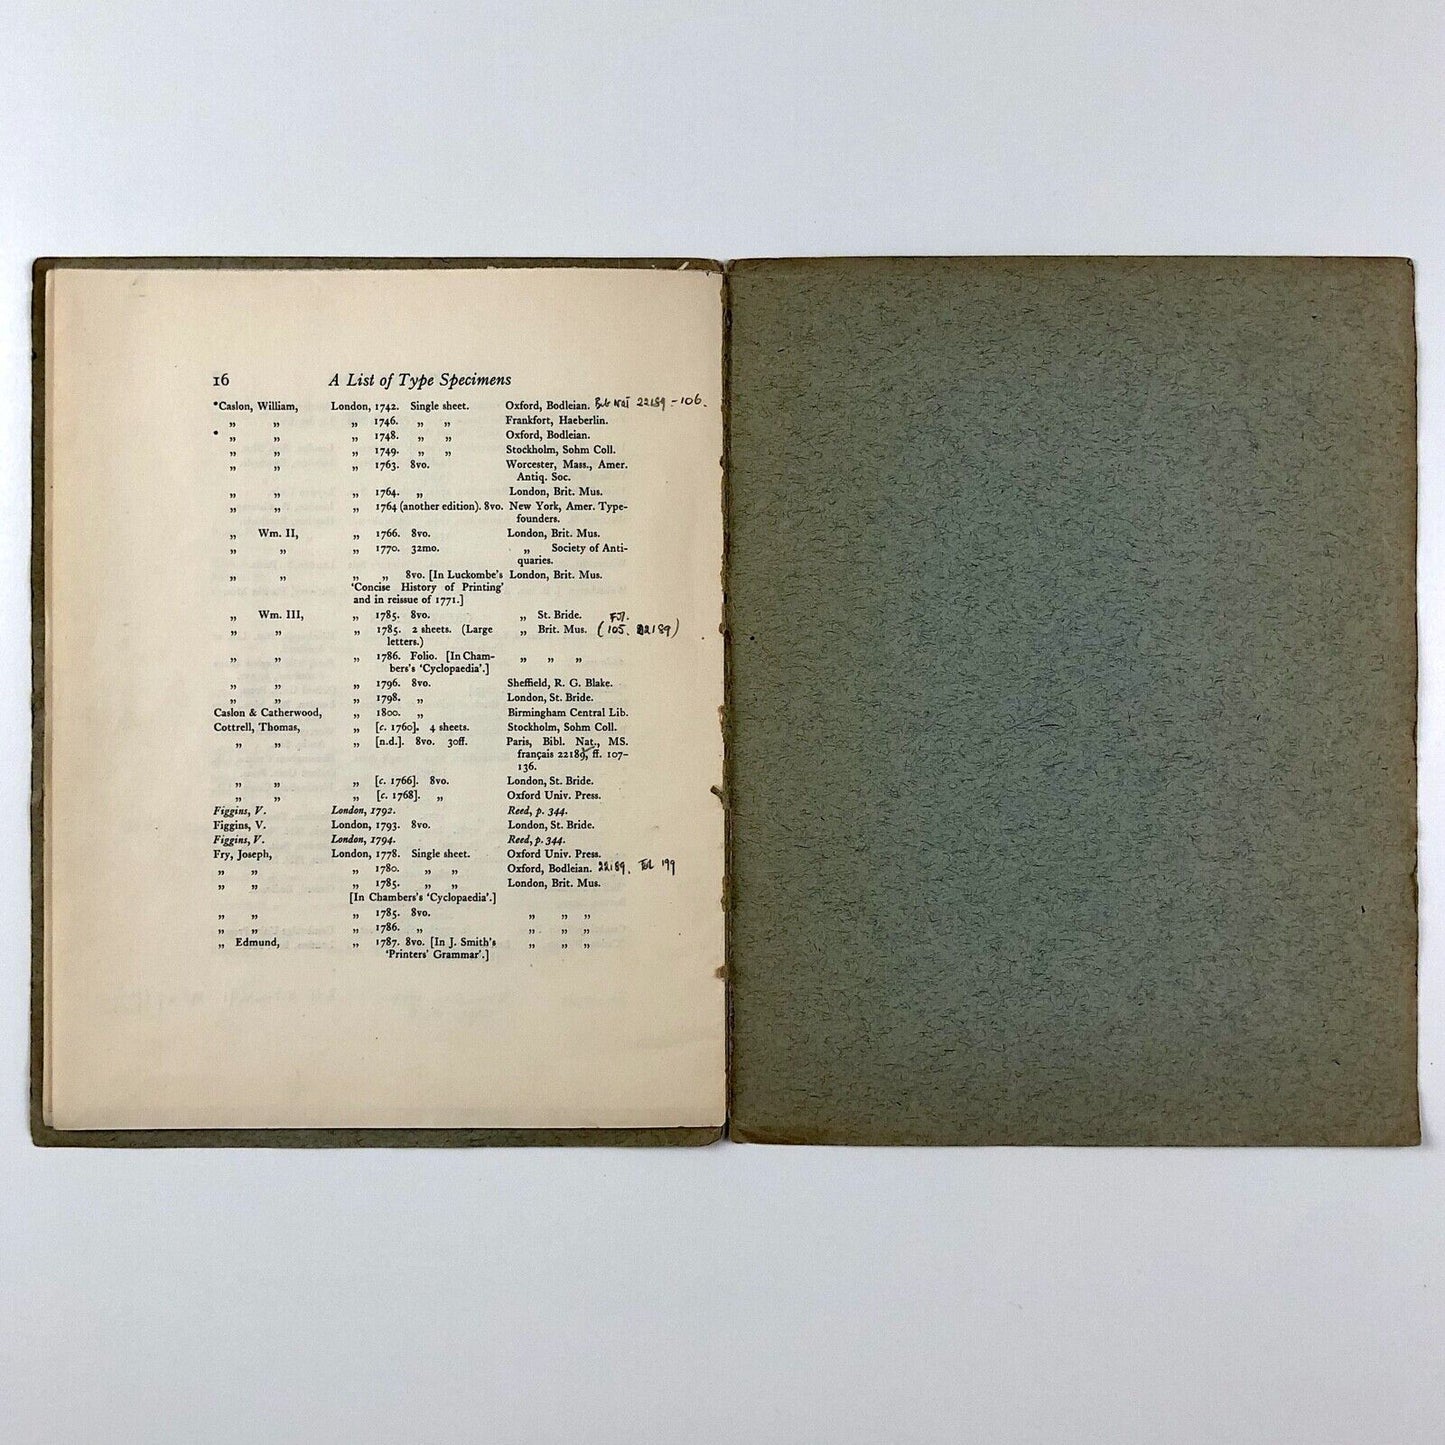 16 A List of Type Specimens
•Caslon, William, London, 1742. Single sheet. Oxford, Bodleian. Bib Nat 22189 - 106.
„ „ „ 1746. „ „ Frankfort, Haeberlin.
• „ „ „ 1748. „ „ Oxford, Bodleian.
„ „ „ 1749. „ „ Stockholm, Sohm Coll.
„ „ „ 1763. 8vo. Worcester, Mass., Amer.
Antiq. Soc.
„ „ „ 1764. „ London, Brit. Mus.
„ „ „ 1764 (another edition). 8vo. New York, Amer. Type-
founders.
„ Wm. II, „ 1766. 8vo. London, Brit. Mus.
„ „ „ 1770. 32mo. „ Society of Anti-
quaries.
„ „ „ „ 8vo. [In Luckombe's London, Brit. Mus.
'Concise History of Printing'
and in reissue of 1771.]
„ Wm. III, „ 1785. 8vo. „ St. Bride.
„ „ „ 1785. 2 sheets. (Large „ Brit. Mus. (105. 22189)
letters.)
„ „ „ 1786. Folio. [In Cham- „ „ „
bers's 'Cyclopaedia'.]
„ „ „ 1796. 8vo. Sheffield, R. G. Blake.
„ „ „ 1798. „ London, St. Bride.
Caslon & Catherwood, „ 1800. „ Birmingham Central Lib.
Cottrell, Thomas, „ [c. 1760]. 4 sheets. Stockholm, Sohm Coll.
„ „ „ [n.d.]. 8vo. 30ff. Paris, Bibl. Nat., MS.
français 22189, ff. 107-
136.
„ „ „ [c. 1766]. 8vo. London, St. Bride.
„ „ „ [c. 1768]. „ Oxford Univ. Press.
Figgins, V. London, 1792. Reed, p. 344.
Figgins, V. London, 1793. 8vo. London, St. Bride.
Figgins, V. London, 1794. Reed, p. 344.
Fry, Joseph, London, 1778. Single sheet. Oxford Univ. Press.
„ „ „ 1780. „ „ Oxford, Bodleian. 22189.
„ „ „ 1785. „ „ London, Brit. Mus.
[In Chambers's 'Cyclopaedia'.]
„ „ „ 1785. 8vo. „ „ „
„ „ „ 1786. „ „ „ „
„ Edmund, „ 1787. 8vo. [In J. Smith's „ „ „
'Printers' Grammar'.]